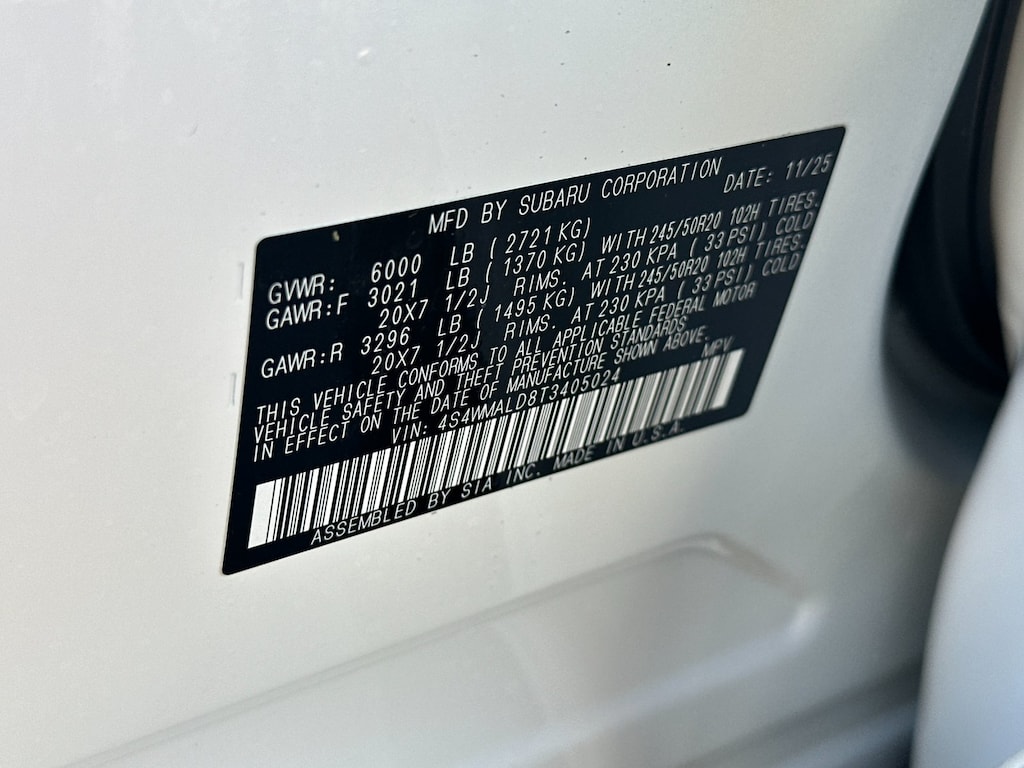 MFD BY SUBARU CORPORATION DATE: 11/25
GVWR: 6000 LB ( 2721 KG)
GAWR:F 3021 LB ( 1370 KG) WITH 245/50R20 102H TIRES.
20X7 1/2J RIMS. AT 230 KPA ( 33 PSI) COLD
GAWR:R 3296 LB ( 1495 KG) WITH 245/50R20 102H TIRES.
20X7 1/2J RIMS. AT 230 KPA ( 33 PSI) COLD
THIS VEHICLE CONFORMS TO ALL APPLICABLE FEDERAL MOTOR
VEHICLE SAFETY AND THEFT PREVENTION STANDARDS
IN EFFECT ON THE DATE OF MANUFACTURE SHOWN ABOVE.
VIN: 4S4WMALD8T3405024 MPV
ASSEMBLED BY SIA INC. MADE IN U.S.A.